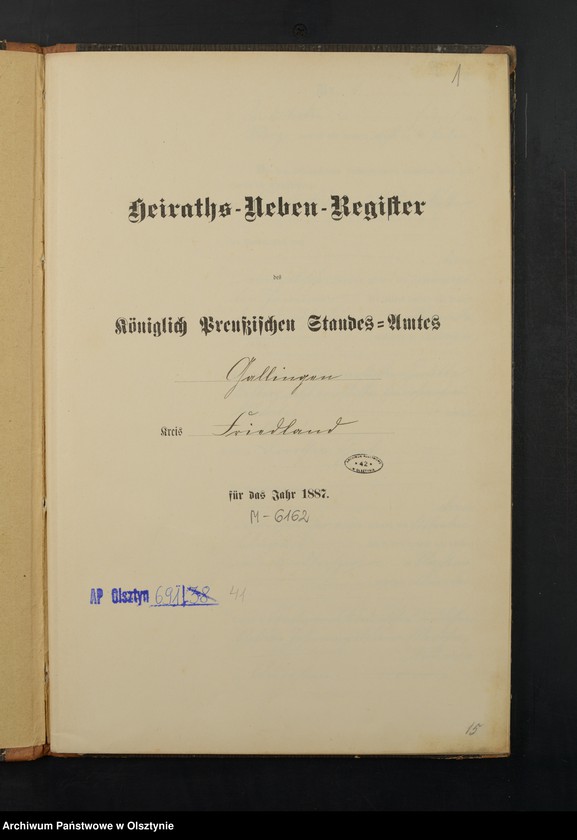 1
Heiraths-Neben-Register
des
Königlich Preußischen Standes=Amtes
Gallingen
Kreis Friedland
* 42 *
für das Jahr 1887.
M-6162
AP Olsztyn 691/38 41
15
Archiwum Państwowe w Olsztynie